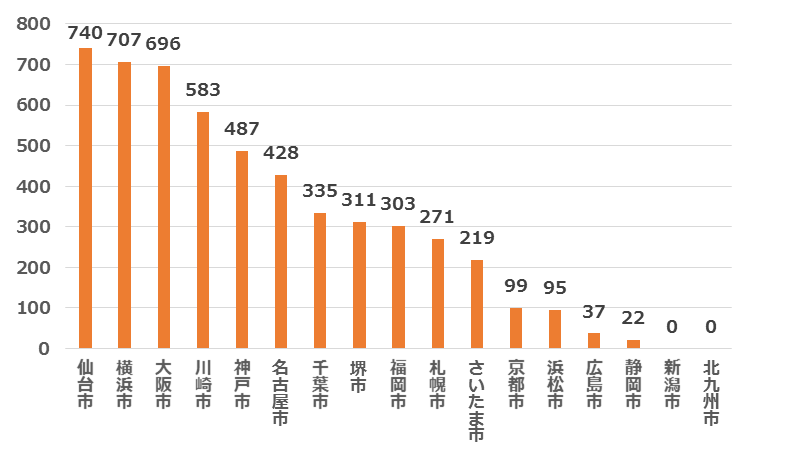 800
700
600
500
400
300
200
100
0
740
707
696
583
487
428
335
311
303
271
219
99
95
37
22
0
0
仙台市
横浜市
大阪市
川崎市
神戸市
名古屋市
千葉市
堺市
福岡市
札幌市
さいたま市
京都市
浜松市
広島市
静岡市
新潟市
北九州市